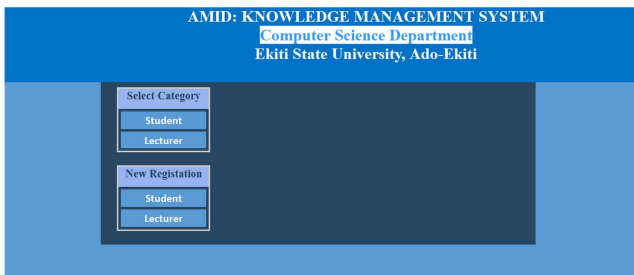 AMID: KNOWLEDGE MANAGEMENT SYSTEM
Computer Science Department
Ekiti State University, Ado-Ekiti
Select Category
Student
Lecturer
New Registation
Student
Lecturer